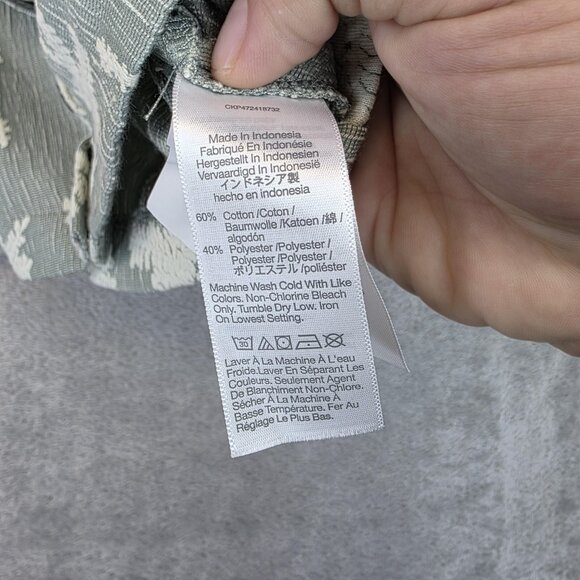 CKP472418732
Made In Indonesia
Fabriqué En Indonésie
Hergestellt In Indonesien
Vervaardigd In Indonesia
インドネシア製
hecho en indonesia
60% Cotton /Coton /
Baumwolle /Katoen /綿 /
algodón
40% Polyester /Polyester /
Polyester /Polyester /
ポリエステル /poliéster
Machine Wash Cold With Like
Colors. Non-Chlorine Bleach
Only. Tumble Dry Low. Iron
On Lowest Setting.
30
Laver À La Machine À L'eau
Froide.Laver En Séparant Les
Couleurs. Seulement Agent
De Blanchiment Non-Chlore.
Sécher À La Machine À
Basse Température. Fer Au
Réglage Le Plus Bas.